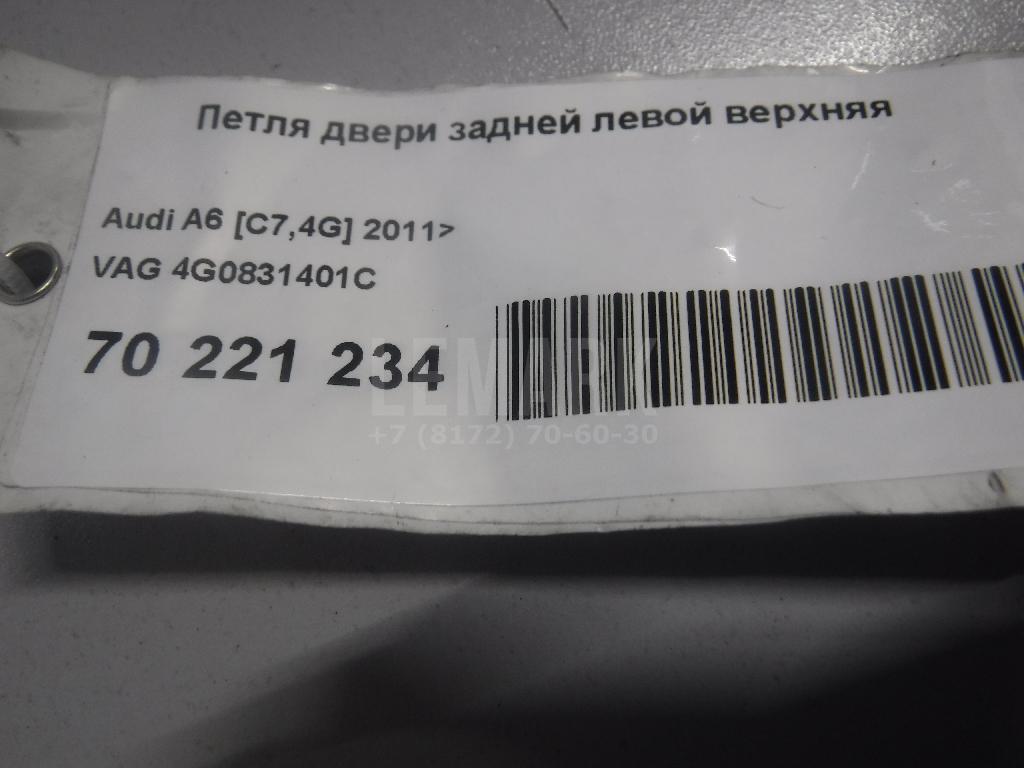 Петля двери задней левой верхняя
Audi A6 [C7,4G] 2011>
VAG 4G0831401C
70 221 234
LEMARK
+7 (8172) 70-60-30